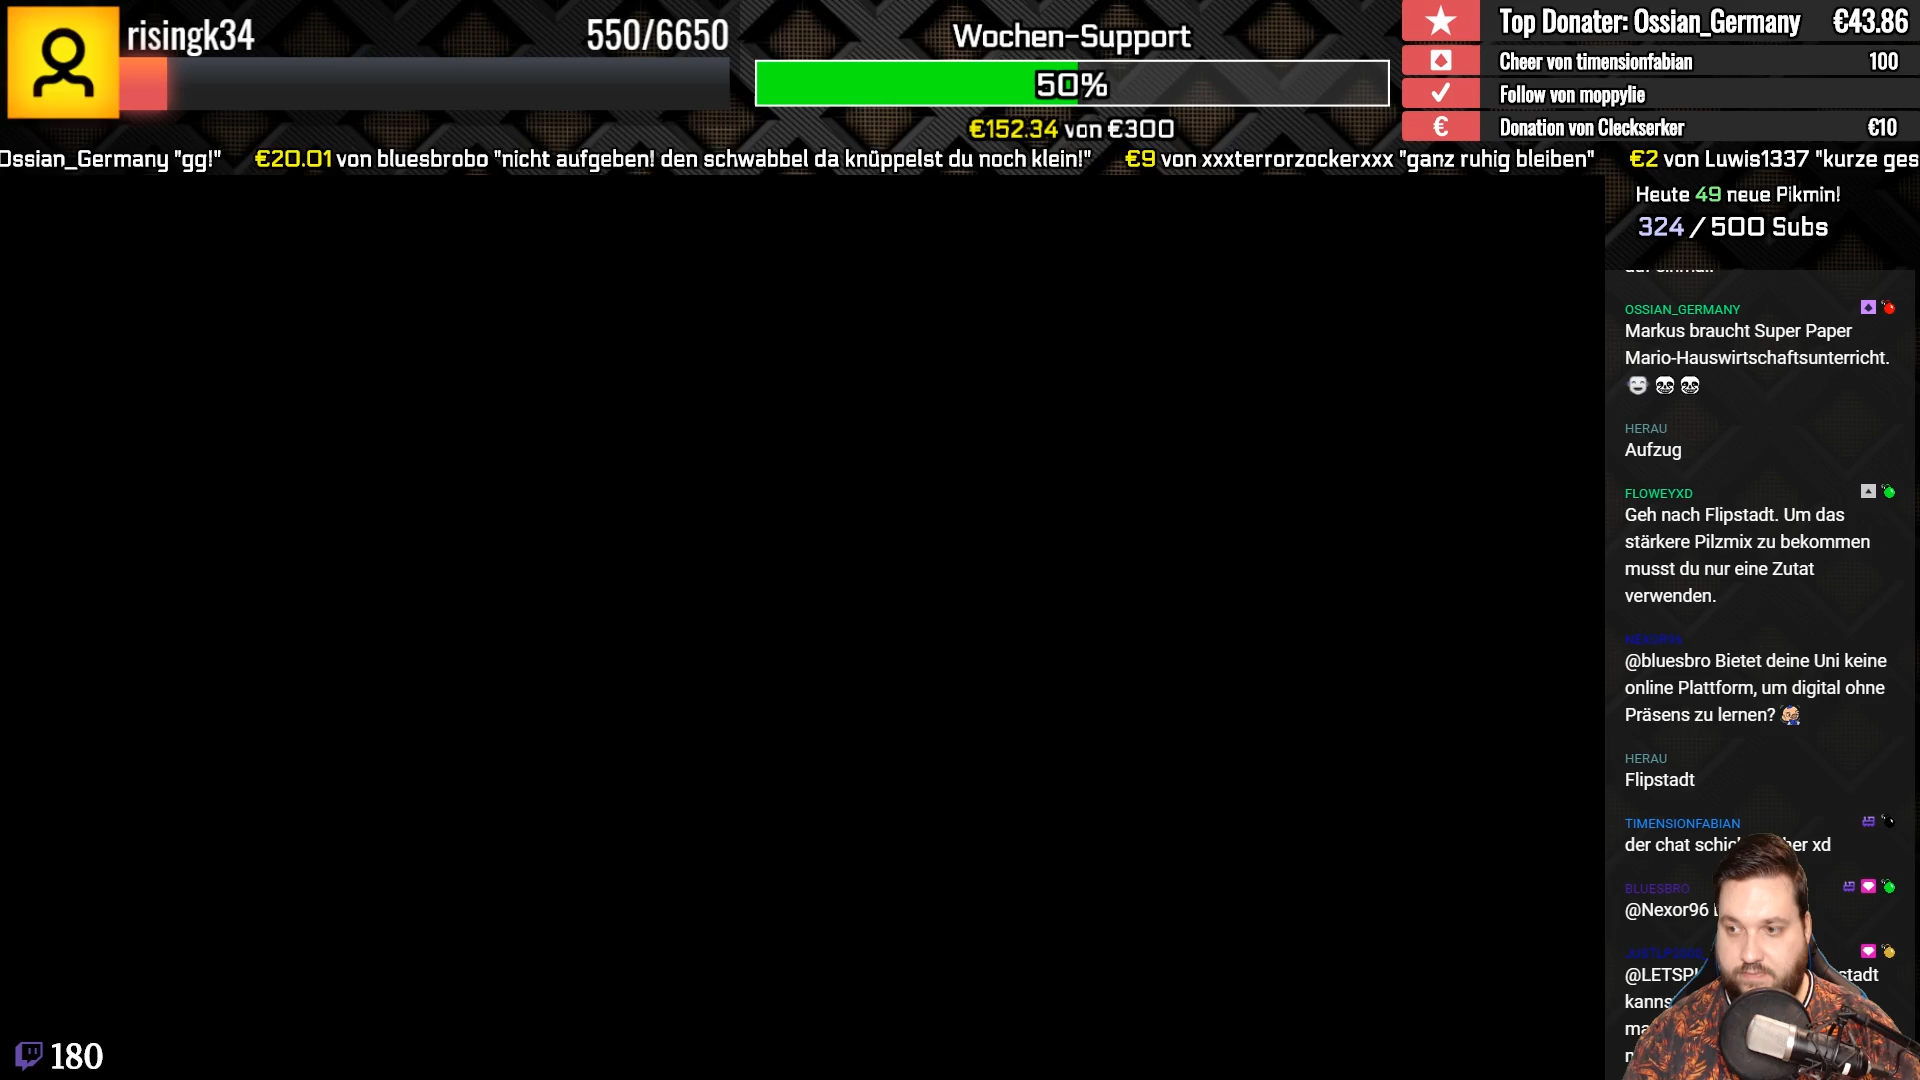 risingk34
550/6650
Wochen-Support
50%
€152.34 von €300
Top Donater: Ossian_Germany €43.86
Cheer von timensionfabian 100
Follow von moppylie
Donation von Cleckserker €10
Ossian_Germany "gg!" €20.01 von bluesbrobo "nicht aufgeben! den schwabbel da knüppelst du noch klein!" €9 von xxxterrorzockerxxx "ganz ruhig bleiben" €2 von Luwis1337 "kurze ges
Heute 49 neue Pikmin!
324 / 500 Subs
OSSIAN_GERMANY
Markus braucht Super Paper
Mario-Hauswirtschaftsunterricht.
HERAU
Aufzug
FLOWEYXD
Geh nach Flipstadt. Um das
stärkere Pilzmix zu bekommen
musst du nur eine Zutat
verwenden.
NEXOR96
@bluesbro Bietet deine Uni keine
online Plattform, um digital ohne
Präsens zu lernen?
HERAU
Flipstadt
TIMENSIONFABIAN
der chat xd
BLUESBRO
@Nexor96
180